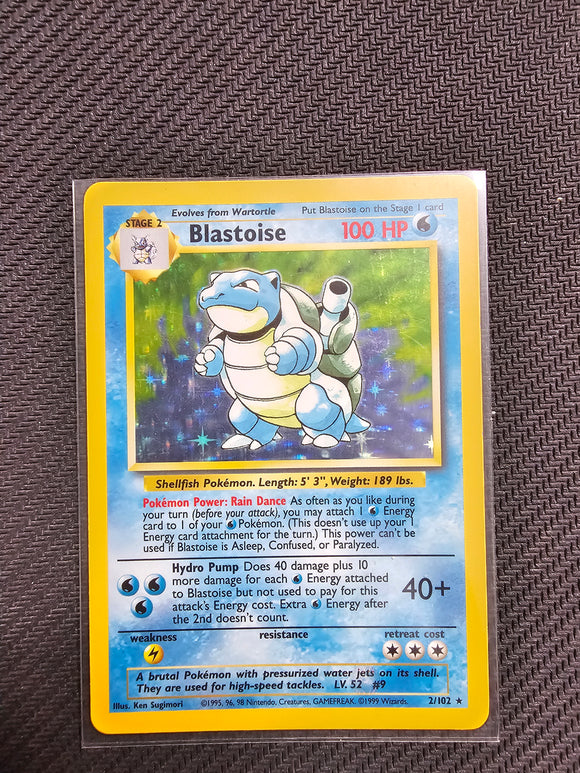 Evolves from Wartortle
Put Blastoise on the Stage 1 card
STAGE 2
Blastoise
100 HP
Shellfish Pokémon. Length: 5' 3", Weight: 189 lbs.
Pokémon Power: Rain Dance As often as you like during
your turn (before your attack), you may attach 1 Energy
card to 1 of your Pokémon. (This doesn't use up your 1
Energy card attachment for the turn.) This power can't be
used if Blastoise is Asleep, Confused, or Paralyzed.
Hydro Pump Does 40 damage plus 10
more damage for each Energy attached
to Blastoise but not used to pay for this
attack's Energy cost. Extra Energy after
the 2nd doesn't count.
40+
weakness
resistance
retreat cost
A brutal Pokémon with pressurized water jets on its shell.
They are used for high-speed tackles. LV. 52 #9
Illus. Ken Sugimori
©1995, 96, 98 Nintendo, Creatures, GAMEFREAK. ©1999 Wizards.
2/102 ★